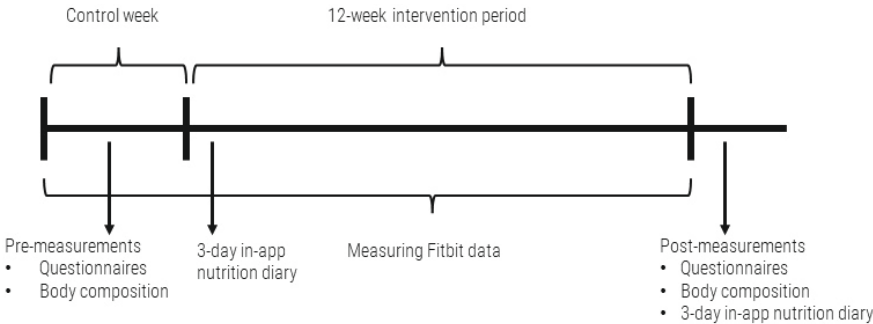 Control week
12-week intervention period
Pre-measurements
• Questionnaires
• Body composition
3-day in-app
nutrition diary
Measuring Fitbit data
Post-measurements
• Questionnaires
• Body composition
• 3-day in-app nutrition diary